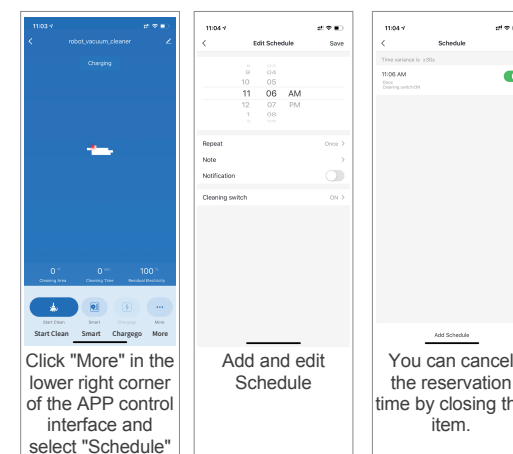 11:03
robot_vacuum_cleaner
Charging
0
0
100
Cleaning Area
Cleaning Time
Residual Electricity
Start Clean
Smart
Chargego
More
Start Clean
Smart
Chargego
More
Click "More" in the
lower right corner
of the APP control
interface and
select "Schedule"
11:04
Edit Schedule
Save
9 04
10 05
11 06 AM
12 07 PM
1 08
Repeat
Once
Note
Notification
Cleaning switch
ON
Add and edit
Schedule
11:04
Schedule
Time variance is ±30s
11:06 AM
Once
Cleaning switch:ON
Add Schedule
You can cancel
the reservation
time by closing th
item.